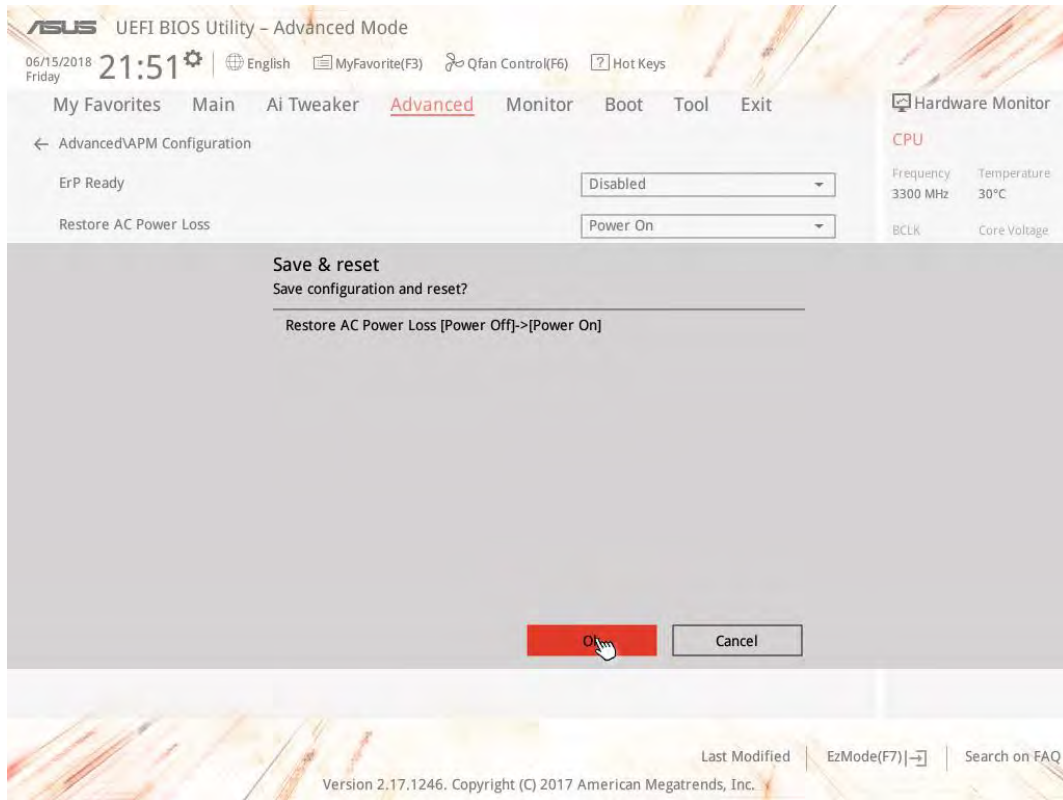 ASUS UEFI BIOS Utility – Advanced Mode
06/15/2018
Friday
21:51
English MyFavorite(F3) Qfan Control(F6) ? Hot Keys
My Favorites Main Ai Tweaker Advanced Monitor Boot Tool Exit
Hardware Monitor
← Advanced\APM Configuration
CPU
ErP Ready Disabled
Frequency Temperature
3300 MHz 30°C
Restore AC Power Loss Power On
BCLK Core Voltage
Save & reset
Save configuration and reset?
Restore AC Power Loss [Power Off]->[Power On]
Cancel
Last Modified EzMode(F7) Search on FAQ
Version 2.17.1246. Copyright (C) 2017 American Megatrends, Inc.